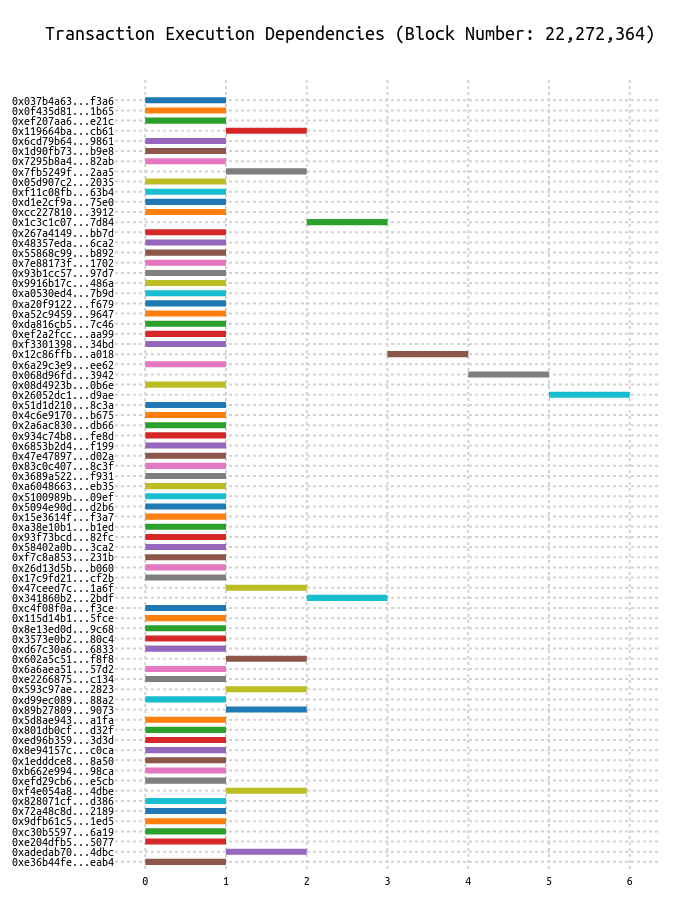 Transaction Execution Dependencies (Block Number: 22,272,364)
0x037b4a63...f3a6
0x0f435d81...1b65
0xef207aa6...e21c
0x119664ba...cb61
0x6cd79b64...9861
0x1d90fb73...b9e8
0x7295b8a4...82ab
0x7fb5249f...2aa5
0x05d907c2...2035
0xf11c08fb...63b4
0xd1e2cf9a...75e0
0xcc227810...3912
0x1c3c1c07...7d84
0x267a4149...bb7d
0x48357eda...6ca2
0x55868c99...b892
0x7e88173f...1702
0x93b1cc57...97d7
0x9916b17c...486a
0xa0530ed4...7b9d
0xa20f9122...f679
0xa52c9459...9647
0xda816cb5...7c46
0xef2a2fcc...aa99
0xf3301398...34bd
0x12c86ffb...a018
0x6a29c3e9...ee62
0x068d96fd...3942
0x08d4923b...0b6e
0x26052dc1...d9ae
0x51d1d210...8c3a
0x4c6e9170...b675
0x2a6ac830...db66
0x934c74b8...fe8d
0x6853b2d4...f199
0x47e47897...d02a
0x83c0c407...8c3f
0x3689a522...f931
0xa6048663...eb35
0x5100989b...09ef
0x5094e90d...d2b6
0x15e3614f...f3a7
0xa38e10b1...b1ed
0x93f73bcd...82fc
0x58402a0b...3ca2
0xf7c8a853...231b
0x26d13d5b...b060
0x17c9fd21...cf2b
0x47ceed7c...1a6f
0x341860b2...2bdf
0xc4f08f0a...f3ce
0x115d14b1...5fce
0x8e13ed0d...9c68
0x3573e0b2...80c4
0xd67c30a6...6833
0x602a5c51...f8f8
0x6a6aea51...57d2
0xe2266875...c134
0x593c97ae...2823
0xd99ec089...88a2
0x89b27809...9073
0x5d8ae943...a1fa
0x801db0cf...d32f
0xed96b359...3d3d
0x8e94157c...c0ca
0x1edddce8...8a50
0xb662e994...98ca
0xefd29cb6...e5cb
0xf4e054a8...4dbe
0x828071cf...d386
0x72a48c8d...2189
0x9dfb61c5...1ed5
0xc30b5597...6a19
0xe204dfb5...5077
0xadedab70...4dbc
0xe36b44fe...eab4
0 1 2 3 4 5 6